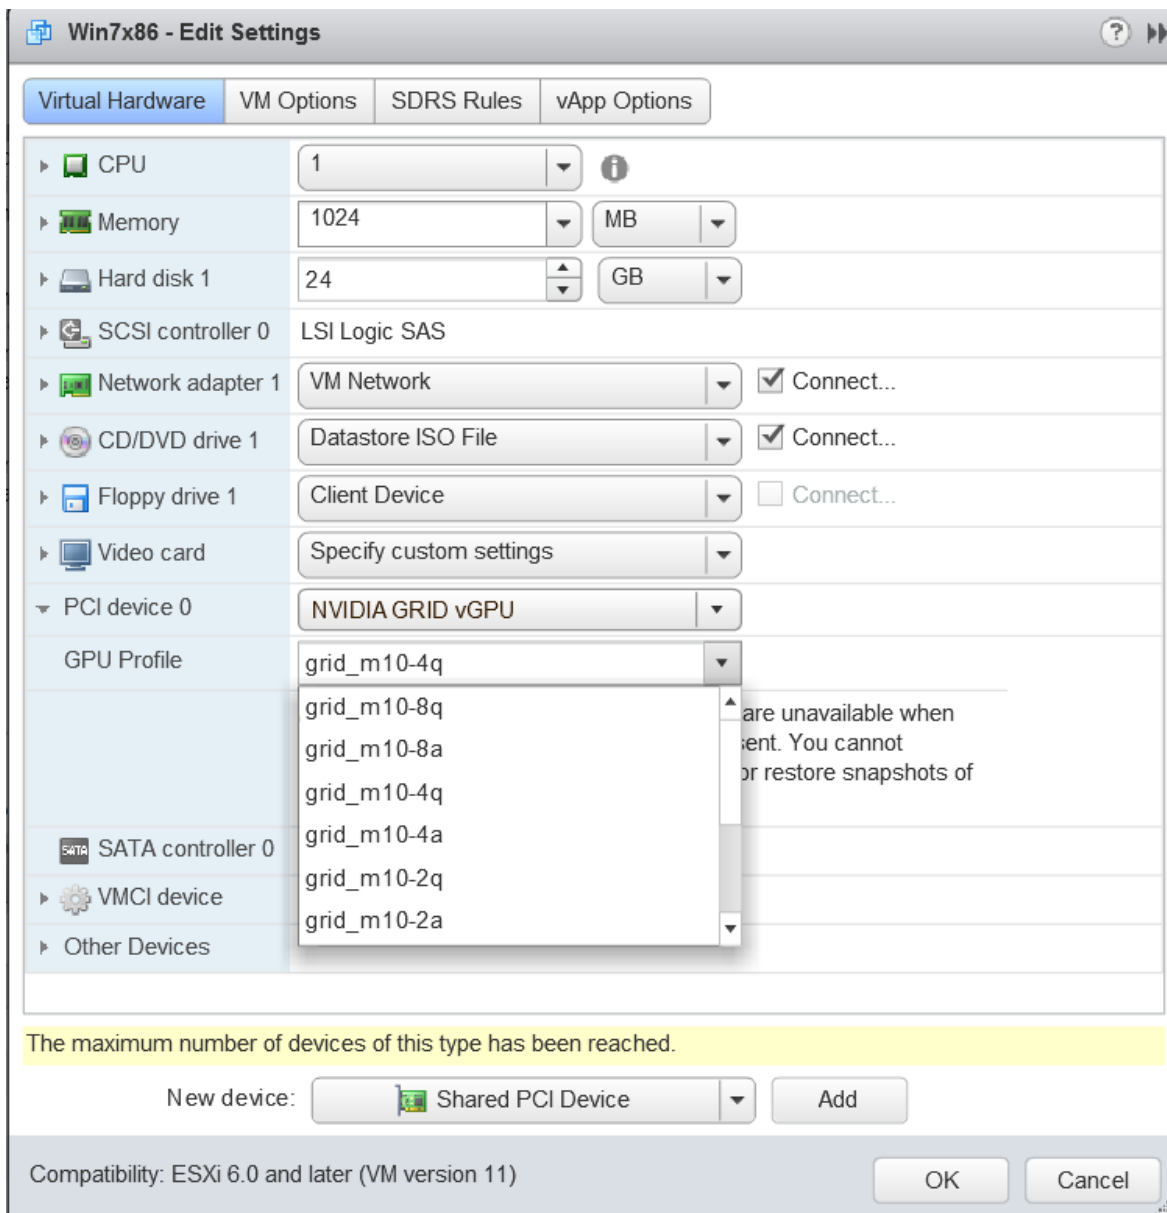 Win7x86 - Edit Settings
Virtual Hardware VM Options SDRS Rules vApp Options
CPU 1
Memory 1024 MB
Hard disk 1 24 GB
SCSI controller 0 LSI Logic SAS
Network adapter 1 VM Network Connect...
CD/DVD drive 1 Datastore ISO File Connect...
Floppy drive 1 Client Device Connect...
Video card Specify custom settings
PCI device 0 NVIDIA GRID vGPU
GPU Profile grid_m10-4q
grid_m10-8q
are unavailable when
grid_m10-8a
You cannot
grid_m10-4q
restore snapshots of
grid_m10-4a
SATA controller 0
grid_m10-2q
VMCI device
grid_m10-2a
Other Devices
The maximum number of devices of this type has been reached.
New device: Shared PCI Device Add
Compatibility: ESXi 6.0 and later (VM version 11) OK Cancel